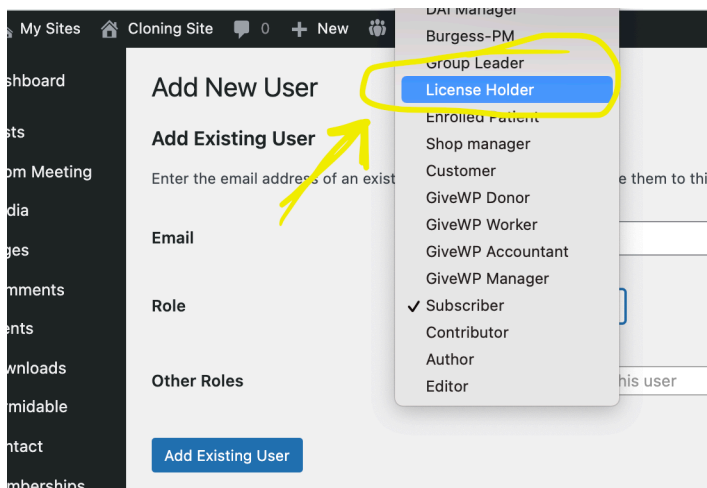 My Sites Cloning Site 0 + New
DAI Manager
Burgess-PM
Group Leader
License Holder
Enrolled Patient
Shop manager
Customer
GiveWP Donor
GiveWP Worker
GiveWP Accountant
GiveWP Manager
✓ Subscriber
Contributor
Author
Editor
shboard
sts
om Meeting
dia
ges
mments
ents
wnloads
rmidable
ntact
mberships
Add New User
Add Existing User
Enter the email address of an exist e them to thi
Email
Role
Other Roles his user
Add Existing User